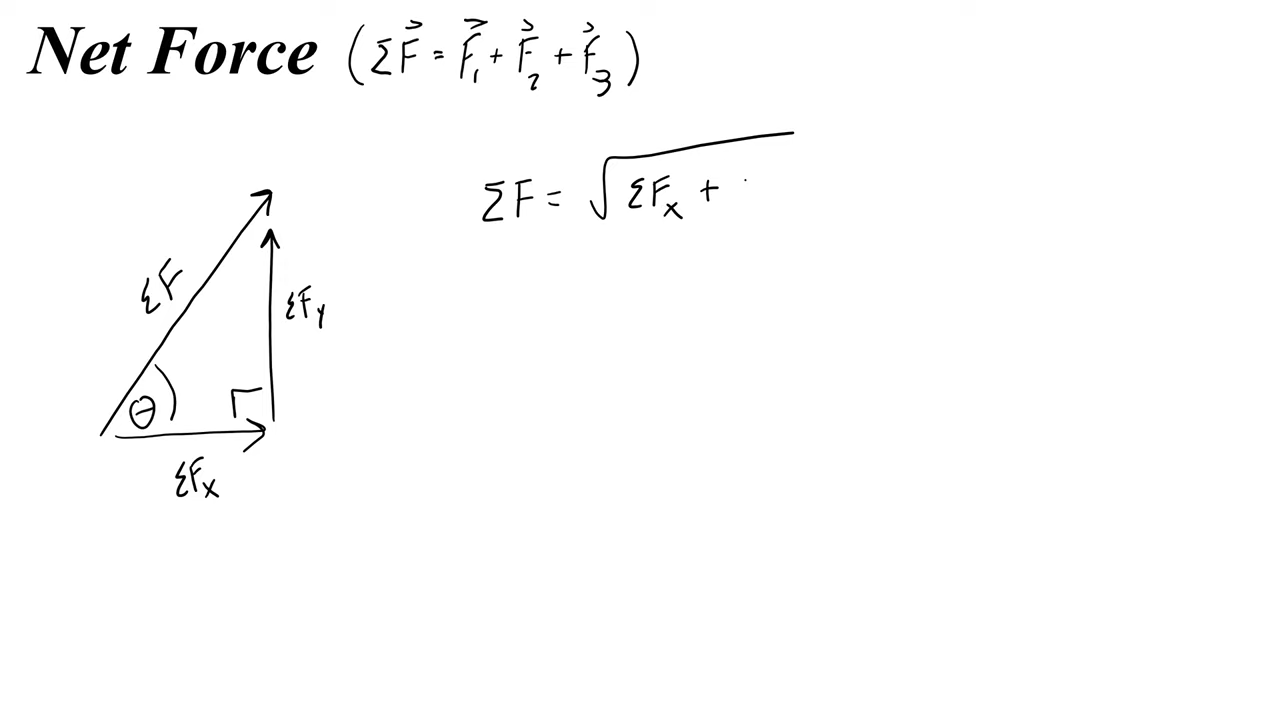 Net Force (ΣF⃗ = F⃗₁ + F⃗₂ + F⃗₃)
ΣF = √ΣFₓ +
ΣF
ΣFᵧ
θ
ΣFₓ